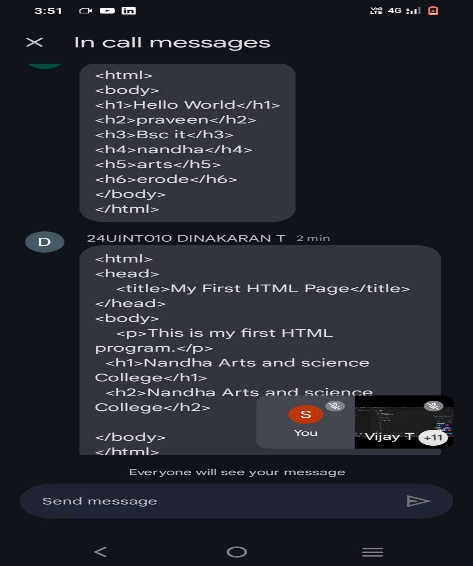 3:51
4G
In call messages
<html>
<body>
<h1>Hello World</h1>
<h2>praveen</h2>
<h3>Bsc it</h3>
<h4>nandha</h4>
<h5>arts</h5>
<h6>erode</h6>
</body>
</html>
D
24UINT010 DINAKARAN T 2 min
<html>
<head>
<title>My First HTML Page</title>
</head>
<body>
<p>This is my first HTML
program.</p>
<h1>Nandha Arts and science
College</h1>
<h2>Nandha Arts and science
College</h2>
S
You
Vijay T +11
</body>
</html>
Everyone will see your message
Send message